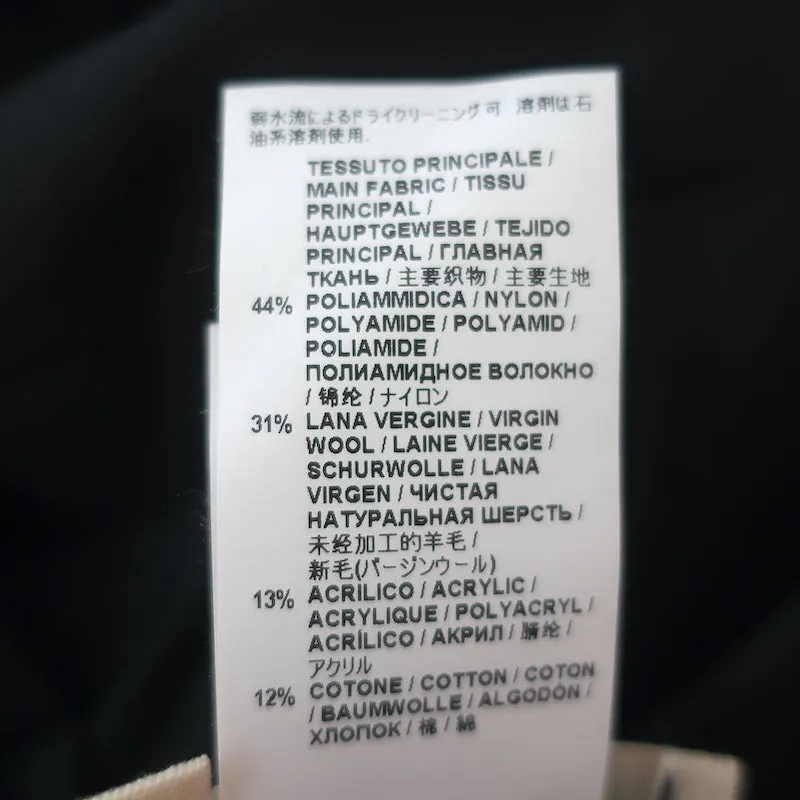 弱水流によるドライクリーニング可 溶剤は石
油系溶剤使用.
TESSUTO PRINCIPALE /
MAIN FABRIC / TISSU
PRINCIPAL /
HAUPTGEWEBE / TEJIDO
PRINCIPAL / ГЛАВНАЯ
ТКАНЬ / 主要织物 / 主要生地
44% POLIAMMIDICA / NYLON /
POLYAMIDE / POLYAMID /
POLIAMIDE /
ПОЛИАМИДНОЕ ВОЛОКНО
/ 锦纶 / ナイロン
31% LANA VERGINE / VIRGIN
WOOL / LAINE VIERGE /
SCHURWOLLE / LANA
VIRGEN / ЧИСТАЯ
НАТУРАЛЬНАЯ ШЕРСТЬ /
未经加工的羊毛 /
新毛(バージンウール)
13% ACRILICO / ACRYLIC /
ACRYLIQUE / POLYACRYL /
ACRÍLICO / АКРИЛ / 腈纶 /
アクリル
12% COTONE / COTTON / COTON
/ BAUMWOLLE / ALGODÓN /
ХЛОПОК / 棉 / 綿